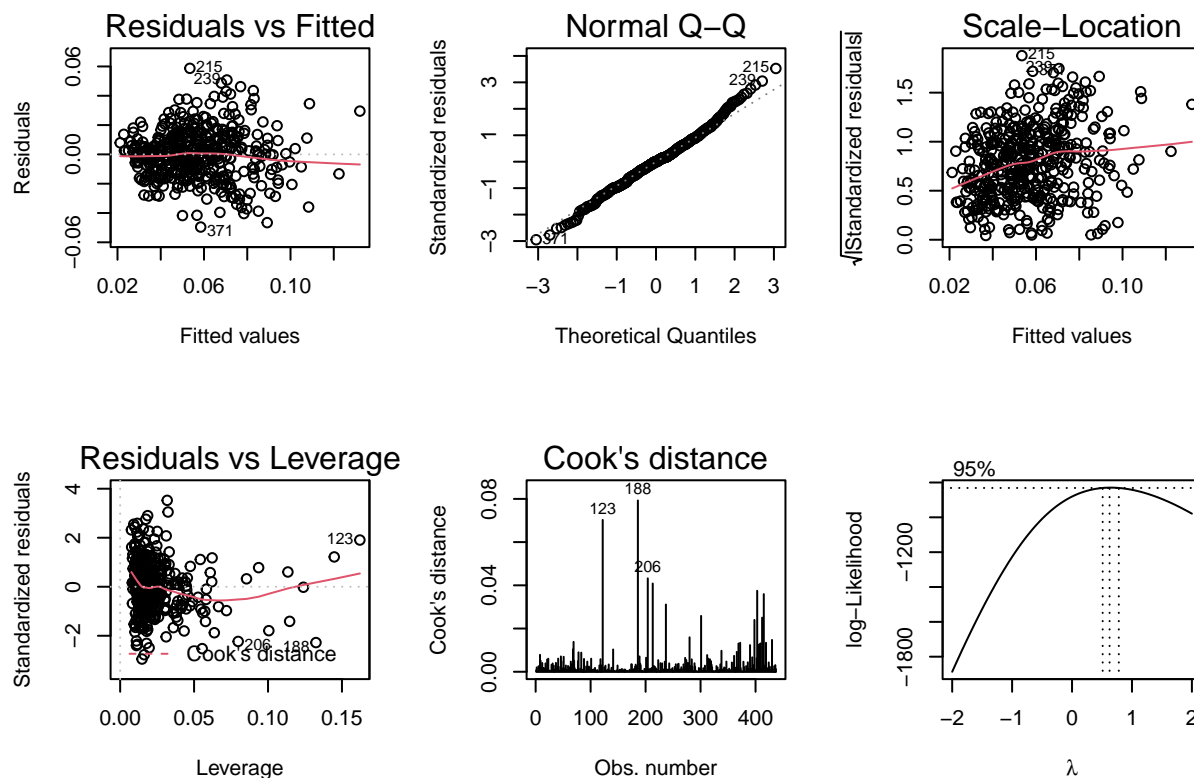 Residuals vs Fitted
Residuals
0.06
0.00
−0.06
215
239
371
0.02 0.06 0.10
Fitted values
Normal Q−Q
Standardized residuals
3
1
−1
−3
215
239
371
−3 −2 −1 0 1 2 3
Theoretical Quantiles
Scale−Location
√|Standardized residuals|
1.5
1.0
0.5
0.0
215
239
0.02 0.06 0.10
Fitted values
Residuals vs Leverage
Standardized residuals
4
2
0
−2
123
206
188
Cook's distance
0.00 0.05 0.10 0.15
Leverage
Cook's distance
Cook's distance
0.08
0.04
0.00
188
123
206
0 100 200 300 400
Obs. number
95%
log−Likelihood
−1200
−1800
−2 −1 0 1 2
λ